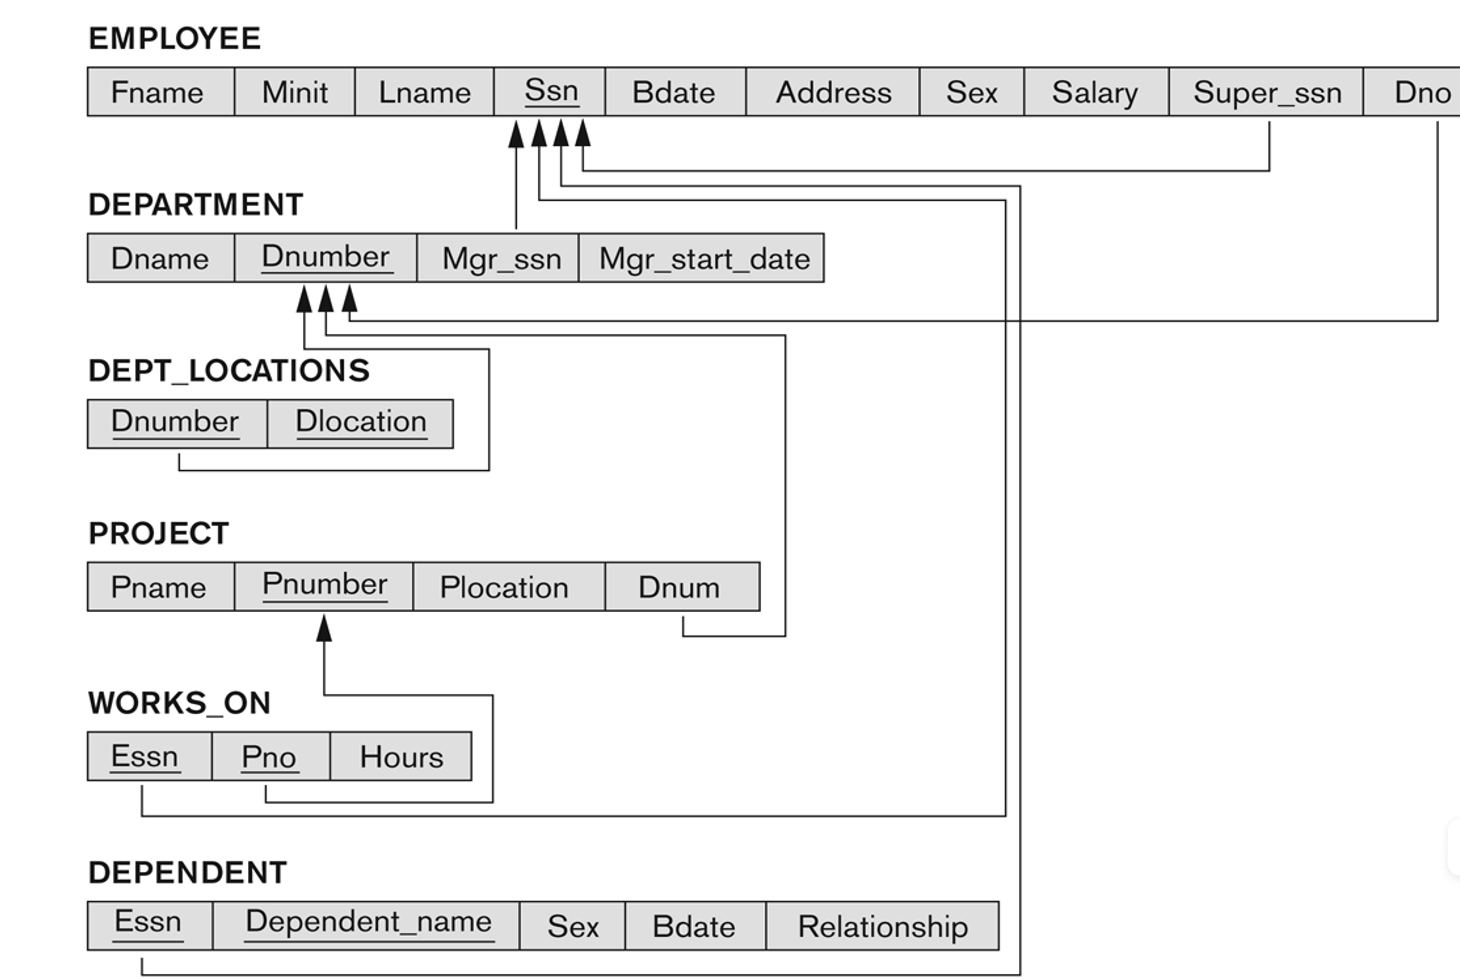 EMPLOYEE
Fname Minit Lname Ssn Bdate Address Sex Salary Super_ssn Dno
DEPARTMENT
Dname Dnumber Mgr_ssn Mgr_start_date
DEPT_LOCATIONS
Dnumber Dlocation
PROJECT
Pname Pnumber Plocation Dnum
WORKS_ON
Essn Pno Hours
DEPENDENT
Essn Dependent_name Sex Bdate Relationship